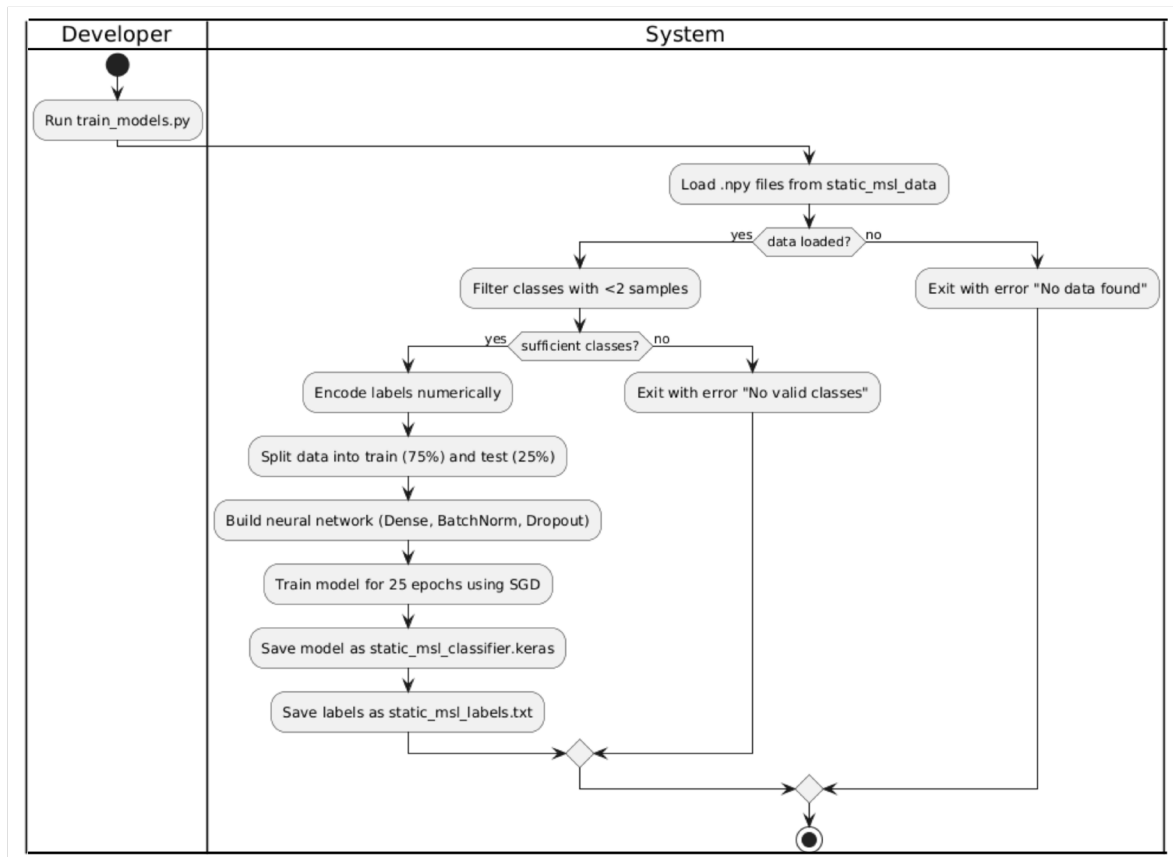 Developer
System
Run train_models.py
Load .npy files from static_msl_data
yes
data loaded?
no
Filter classes with <2 samples
Exit with error "No data found"
yes
sufficient classes?
no
Encode labels numerically
Exit with error "No valid classes"
Split data into train (75%) and test (25%)
Build neural network (Dense, BatchNorm, Dropout)
Train model for 25 epochs using SGD
Save model as static_msl_classifier.keras
Save labels as static_msl_labels.txt